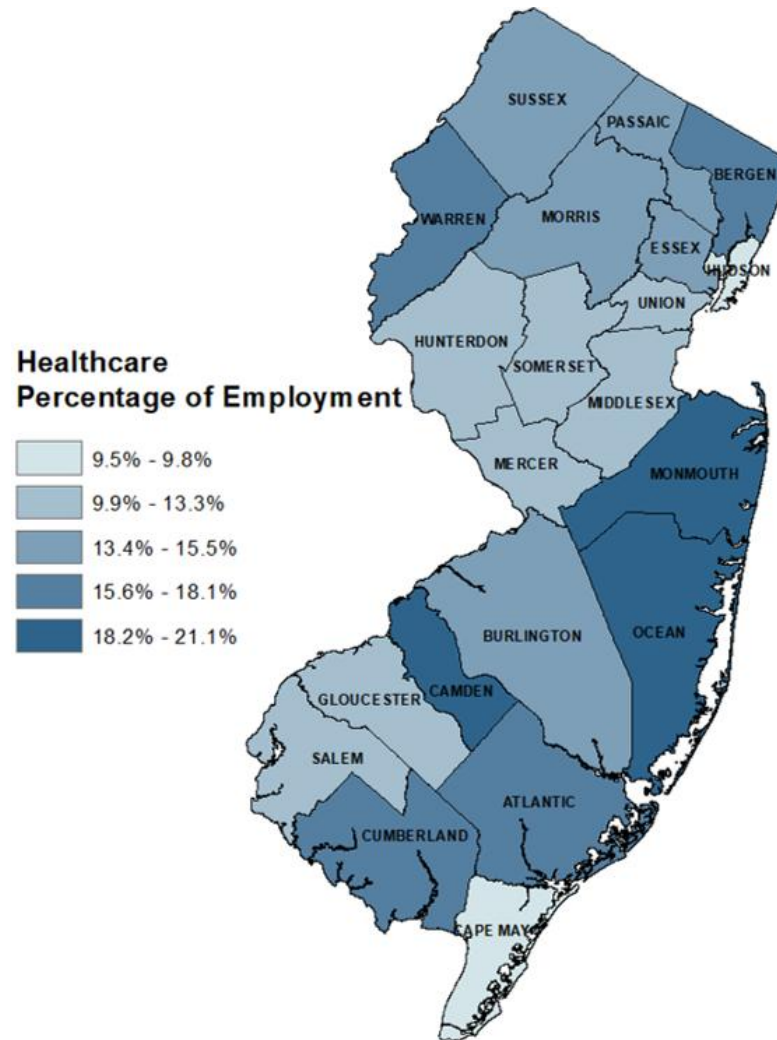 SUSSEX
PASSAIC
BERGEN
WARREN
MORRIS
ESSEX
HUDSON
UNION
HUNTERDON
SOMERSET
MIDDLESEX
MERCER
MONMOUTH
Healthcare
Percentage of Employment
9.5% - 9.8%
9.9% - 13.3%
13.4% - 15.5%
15.6% - 18.1%
18.2% - 21.1%
BURLINGTON
OCEAN
CAMDEN
GLOUCESTER
SALEM
ATLANTIC
CUMBERLAND
CAPE MAY